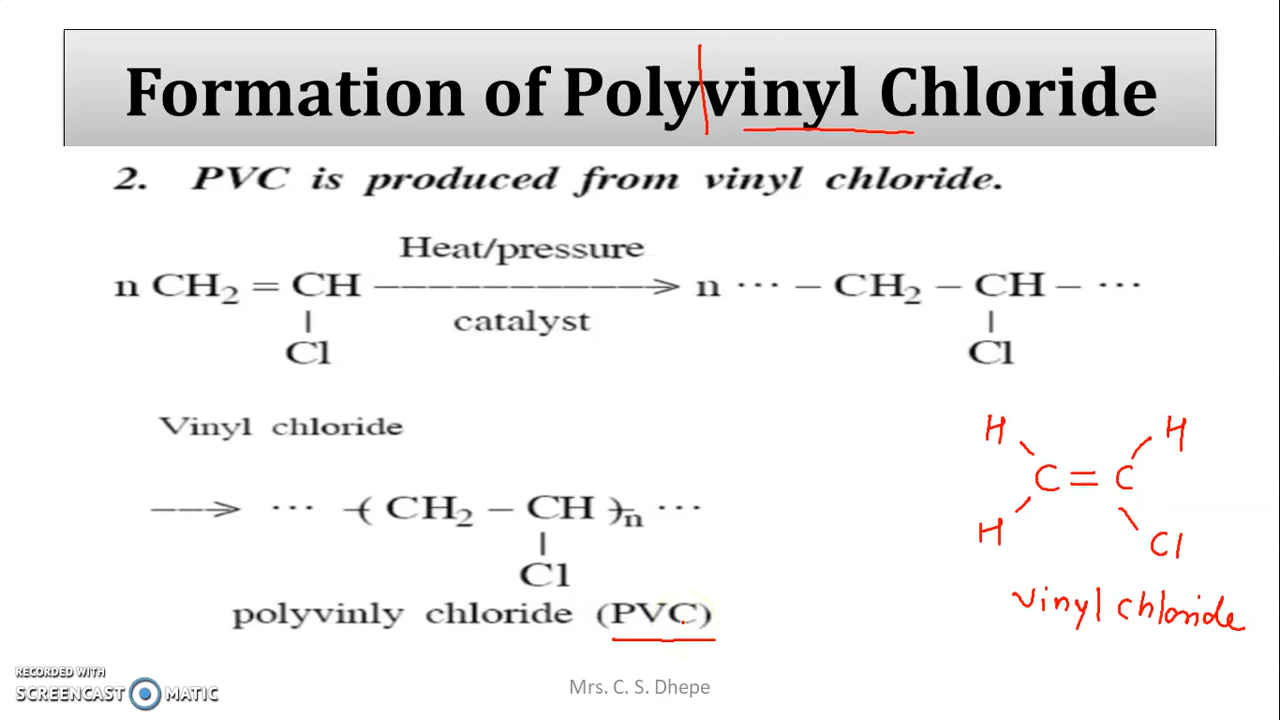 Formation of Polyvinyl Chloride
2. PVC is produced from vinyl chloride.
Heat/pressure
n CH₂ = CH ————————> n ··· – CH₂ – CH – ···
catalyst
Cl Cl
Vinyl chloride
H H
C = C
---> ··· -( CH₂ – CH )-n ···
H Cl
Cl
polyvinly chloride (PVC)
vinyl chloride
RECORDED WITH
SCREENCAST MATIC
Mrs. C. S. Dhepe